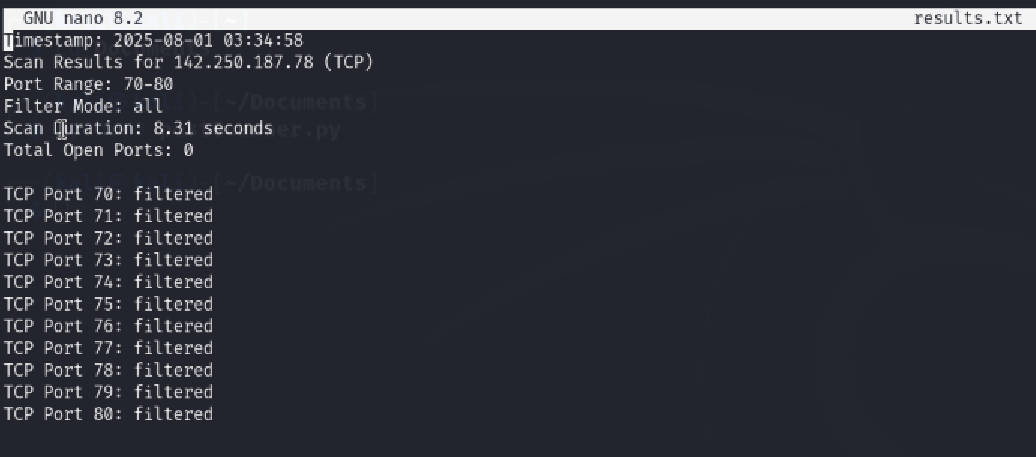 GNU nano 8.2 results.txt
Timestamp: 2025-08-01 03:34:58
Scan Results for 142.250.187.78 (TCP)
Port Range: 70-80
Filter Mode: all
Scan Duration: 8.31 seconds
Total Open Ports: 0
TCP Port 70: filtered
TCP Port 71: filtered
TCP Port 72: filtered
TCP Port 73: filtered
TCP Port 74: filtered
TCP Port 75: filtered
TCP Port 76: filtered
TCP Port 77: filtered
TCP Port 78: filtered
TCP Port 79: filtered
TCP Port 80: filtered